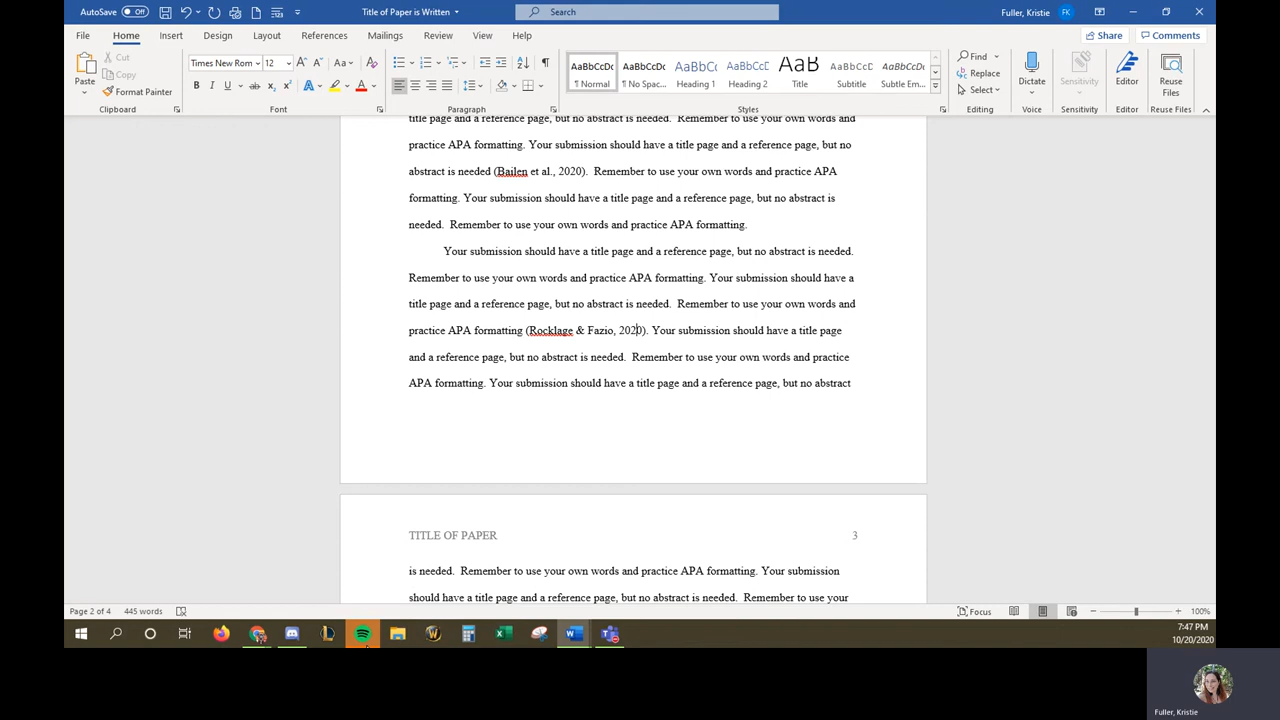 AutoSave Off
Title of Paper is Written
Search
Fuller, Kristie FK
File Home Insert Design Layout References Mailings Review View Help
Share Comments
Paste
Cut
Copy
Format Painter
Times New Rom 12
B I U ab x₂ x²
AaBbCcDc AaBbCcDc AaBbCc AaBbCcD AaB AaBbCcD AaBbCcDc
¶ Normal ¶ No Spac... Heading 1 Heading 2 Title Subtitle Subtle Em...
Find
Replace
Select
Dictate Sensitivity Editor Reuse Files
Clipboard Font Paragraph Styles Editing Voice Sensitivity Editor Reuse Files
title page and a reference page, but no abstract is needed. Remember to use your own words and
practice APA formatting. Your submission should have a title page and a reference page, but no
abstract is needed (Bailen et al., 2020). Remember to use your own words and practice APA
formatting. Your submission should have a title page and a reference page, but no abstract is
needed. Remember to use your own words and practice APA formatting.
Your submission should have a title page and a reference page, but no abstract is needed.
Remember to use your own words and practice APA formatting. Your submission should have a
title page and a reference page, but no abstract is needed. Remember to use your own words and
practice APA formatting (Rocklage & Fazio, 2020). Your submission should have a title page
and a reference page, but no abstract is needed. Remember to use your own words and practice
APA formatting. Your submission should have a title page and a reference page, but no abstract
TITLE OF PAPER 3
is needed. Remember to use your own words and practice APA formatting. Your submission
should have a title page and a reference page, but no abstract is needed. Remember to use your
Page 2 of 4 445 words
Focus
100%
7:47 PM
10/20/2020
Fuller, Kristie